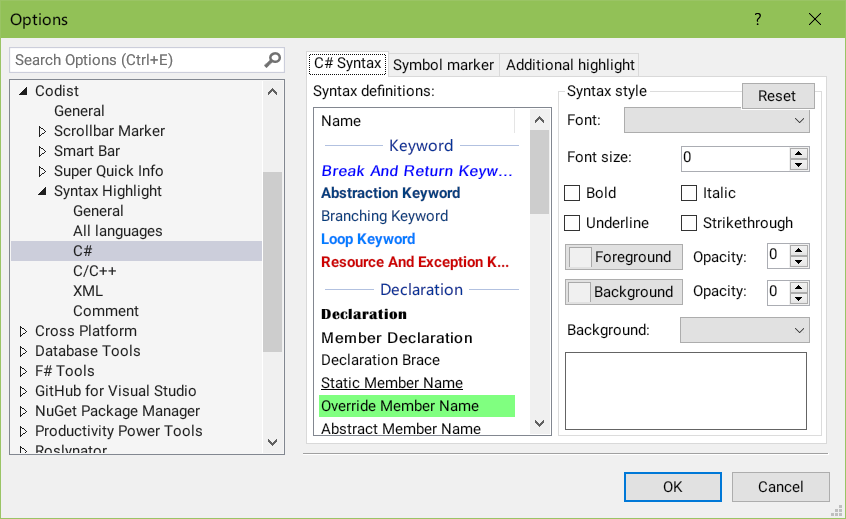 Options
?
Search Options (Ctrl+E)
Codist
General
Scrollbar Marker
Smart Bar
Super Quick Info
Syntax Highlight
General
All languages
C#
C/C++
XML
Comment
Cross Platform
Database Tools
F# Tools
GitHub for Visual Studio
NuGet Package Manager
Productivity Power Tools
Roslynator
C# Syntax Symbol marker Additional highlight
Syntax definitions:
Name
Keyword
Break And Return Keyw...
Abstraction Keyword
Branching Keyword
Loop Keyword
Resource And Exception K...
Declaration
Declaration
Member Declaration
Declaration Brace
Static Member Name
Override Member Name
Abstract Member Name
Syntax style
Reset
Font:
Font size: 0
Bold Italic
Underline Strikethrough
Foreground Opacity: 0
Background Opacity: 0
Background:
OK Cancel